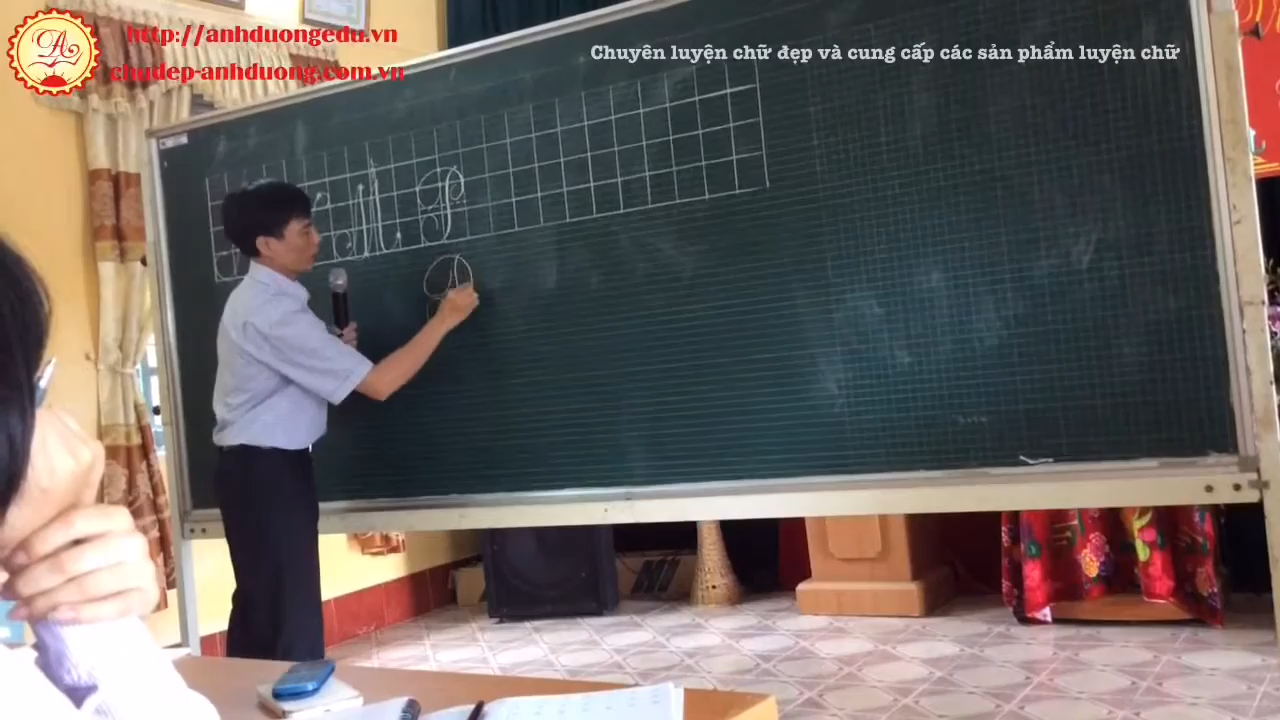 http://anhduongedu.vn
chudep-anhduong.com.vn
Chuyên luyện chữ đẹp và cung cấp các sản phẩm luyện chữ
M P